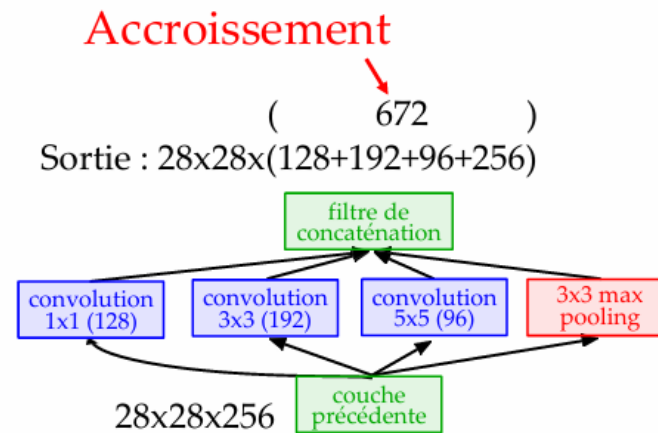 Accroissement
( 672 )
Sortie : 28x28x(128+192+96+256)
filtre de
concaténation
convolution
1x1 (128)
convolution
3x3 (192)
convolution
5x5 (96)
3x3 max
pooling
28x28x256
couche
précédente